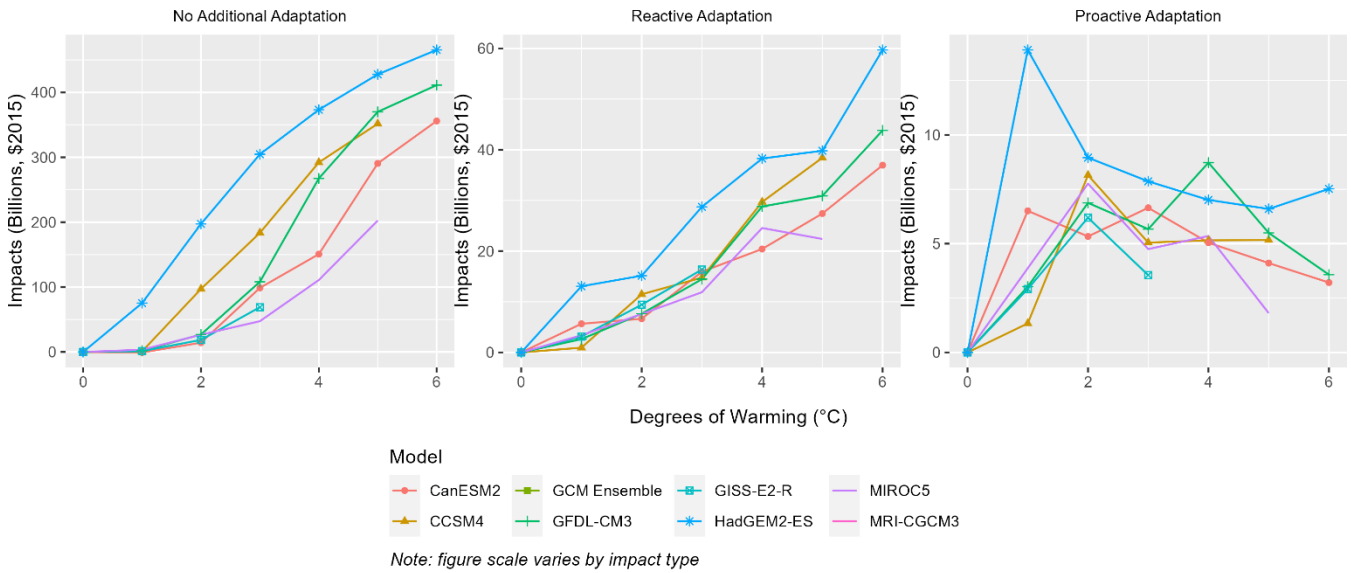 No Additional Adaptation
Reactive Adaptation
Proactive Adaptation
Impacts (Billions, $2015)
400
300
200
100
0
0
2
4
6
Impacts (Billions, $2015)
60
40
20
0
0
2
4
6
Impacts (Billions, $2015)
10
5
0
0
2
4
6
Degrees of Warming (°C)
Model
CanESM2
GCM Ensemble
GISS-E2-R
MIROC5
CCSM4
GFDL-CM3
HadGEM2-ES
MRI-CGCM3
Note: figure scale varies by impact type